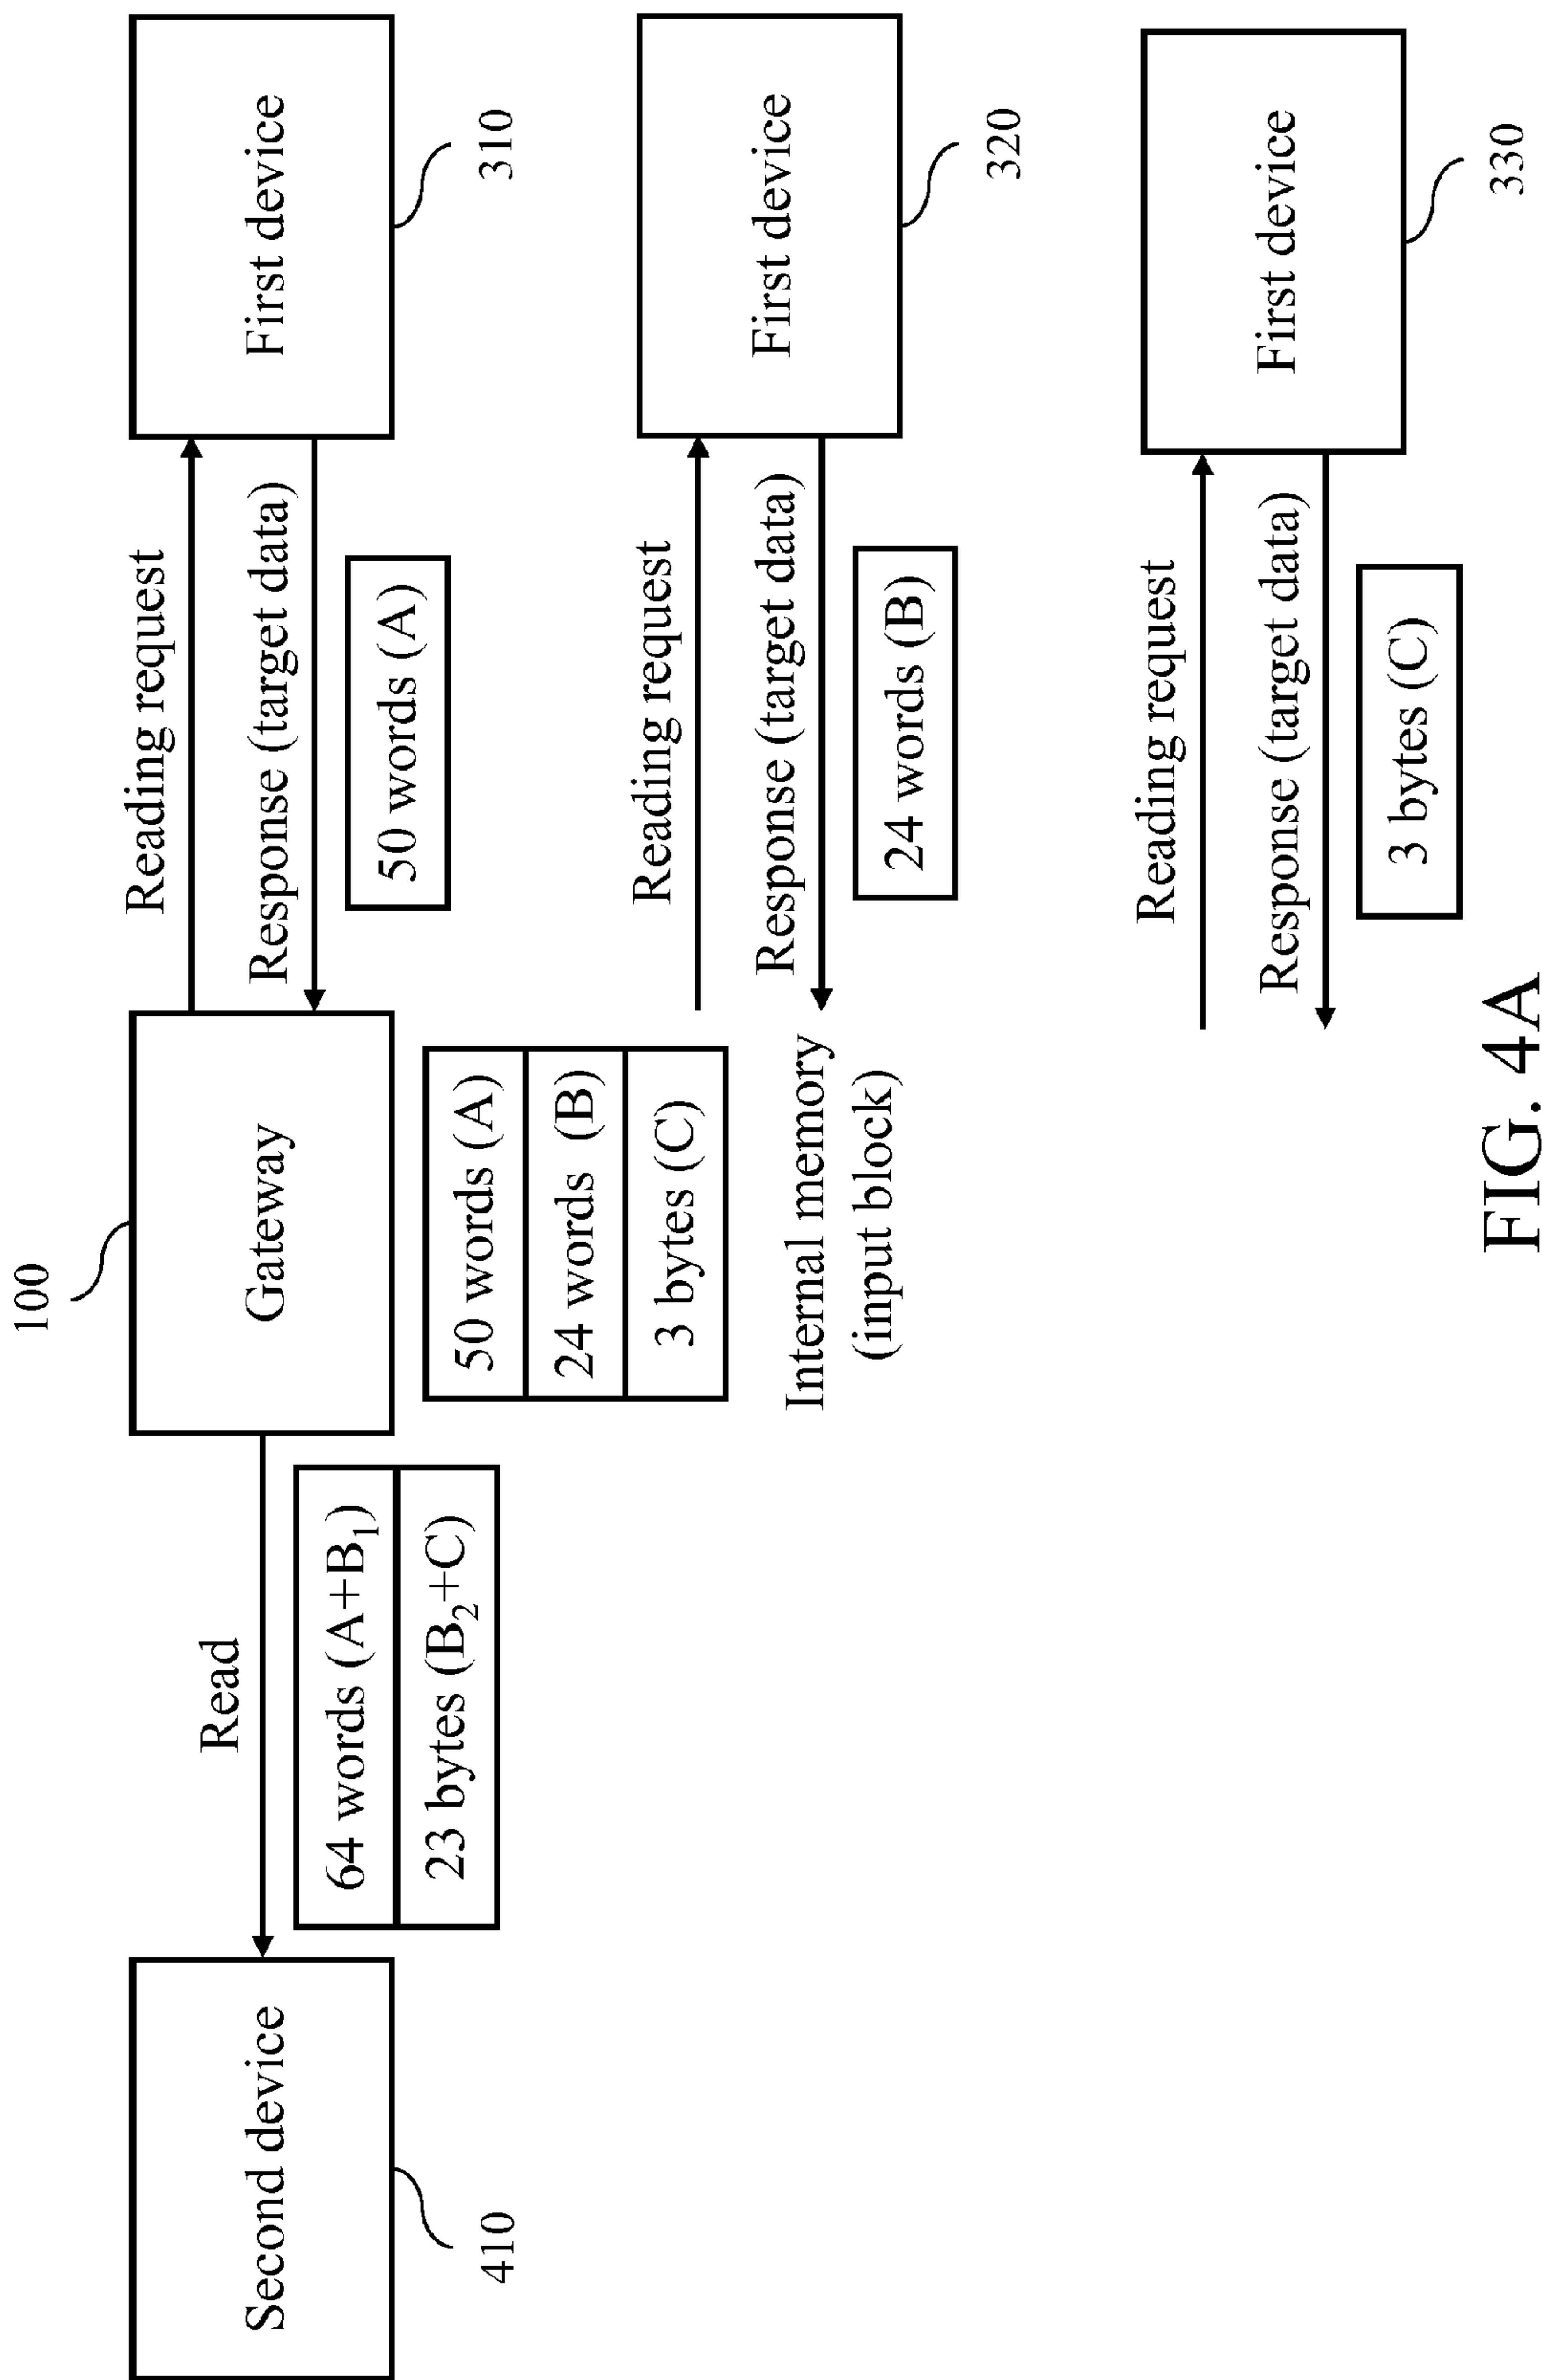 100
Second device
410
Read
64 words (A+B₁)
23 bytes (B₂+C)
Gateway
50 words (A)
24 words (B)
3 bytes (C)
Internal memory
(input block)
Reading request
Response (target data)
50 words (A)
First device
310
Reading request
Response (target data)
24 words (B)
First device
320
Reading request
Response (target data)
3 bytes (C)
First device
330
FIG. 4A